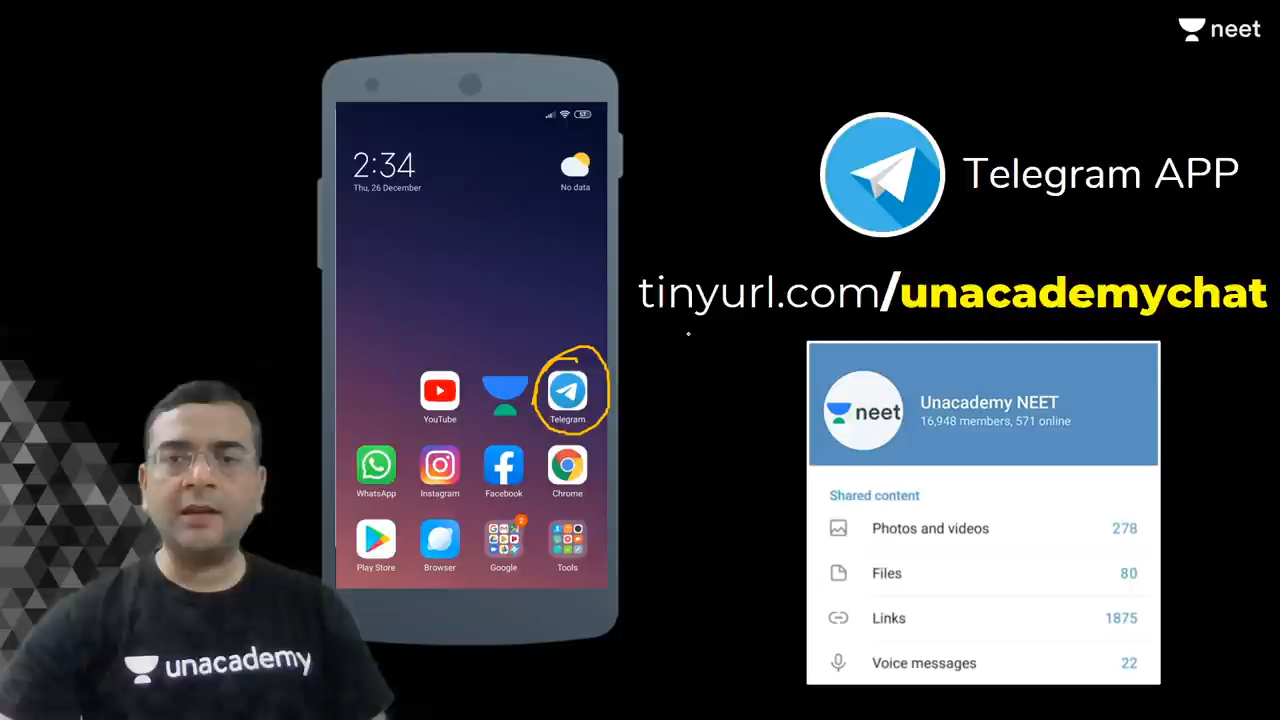 neet
57
2:34
Thu, 26 December
No data
Telegram APP
tinyurl.com/unacademychat
YouTube
Telegram
WhatsApp
Instagram
Facebook
Chrome
2
Play Store
Browser
Google
Tools
neet
Unacademy NEET
16,948 members, 571 online
Shared content
Photos and videos 278
Files 80
Links 1875
Voice messages 22
unacademy